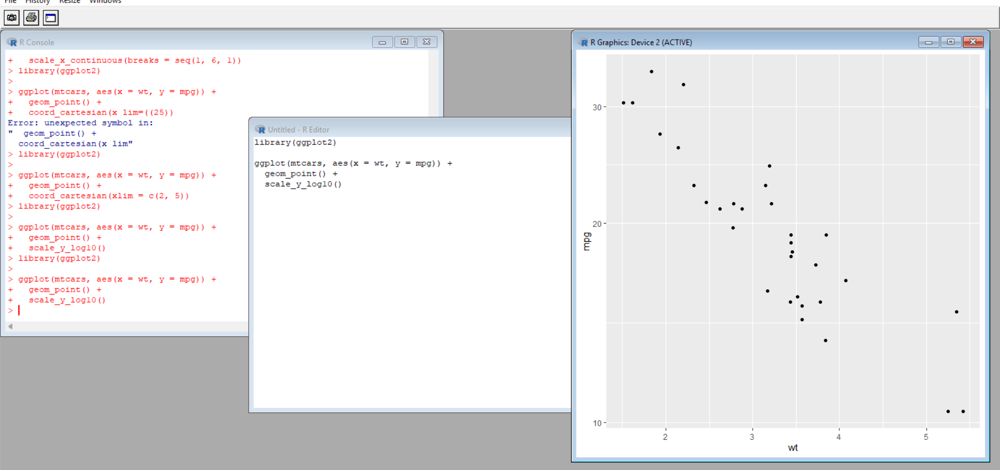 File History Resize Windows
R Console
+   scale_x_continuous(breaks = seq(1, 6, 1))
> library(ggplot2)
>
> ggplot(mtcars, aes(x = wt, y = mpg)) +
+   geom_point() +
+   coord_cartesian(x lim=((25))
Error: unexpected symbol in:
"  geom_point() +
  coord_cartesian(x lim"
> library(ggplot2)
>
> ggplot(mtcars, aes(x = wt, y = mpg)) +
+   geom_point() +
+   coord_cartesian(xlim = c(2, 5))
> library(ggplot2)
>
> ggplot(mtcars, aes(x = wt, y = mpg)) +
+   geom_point() +
+   scale_y_log10()
> library(ggplot2)
>
> ggplot(mtcars, aes(x = wt, y = mpg)) +
+   geom_point() +
+   scale_y_log10()
>
Untitled - R Editor
library(ggplot2)
ggplot(mtcars, aes(x = wt, y = mpg)) +
  geom_point() +
  scale_y_log10()
R Graphics: Device 2 (ACTIVE)
30
20
10
mpg
2 3 4 5
wt